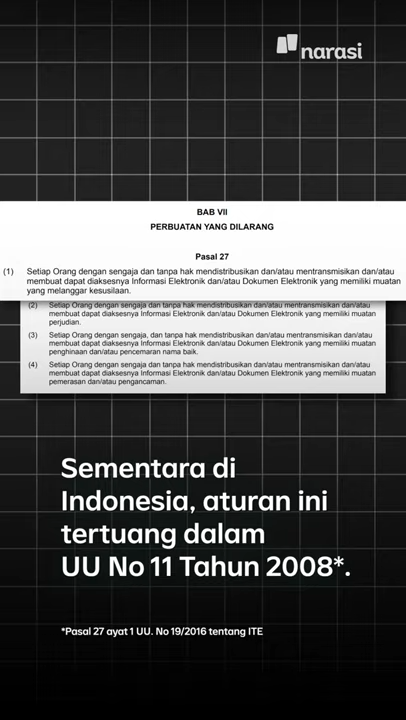 narasi
BAB VII
PERBUATAN YANG DILARANG
Pasal 27
(1) Setiap Orang dengan sengaja dan tanpa hak mendistribusikan dan/atau mentransmisikan dan/atau
membuat dapat diaksesnya Informasi Elektronik dan/atau Dokumen Elektronik yang memiliki muatan
yang melanggar kesusilaan.
(2) Setiap Orang dengan sengaja dan tanpa hak mendistribusikan dan/atau mentransmisikan dan/atau
membuat dapat diaksesnya Informasi Elektronik dan/atau Dokumen Elektronik yang memiliki muatan
perjudian.
(3) Setiap Orang dengan sengaja, dan tanpa hak mendistribusikan dan/atau mentransmisikan dan/atau
membuat dapat diaksesnya Informasi Elektronik dan/atau Dokumen Elektronik yang memiliki muatan
penghinaan dan/atau pencemaran nama baik.
(4) Setiap Orang dengan sengaja dan tanpa hak mendistribusikan dan/atau mentransmisikan dan/atau
membuat dapat diaksesnya Informasi Elektronik dan/atau Dokumen Elektronik yang memiliki muatan
pemerasan dan/atau pengancaman.
Sementara di
Indonesia, aturan ini
tertuang dalam
UU No 11 Tahun 2008*.
*Pasal 27 ayat 1 UU. No 19/2016 tentang ITE